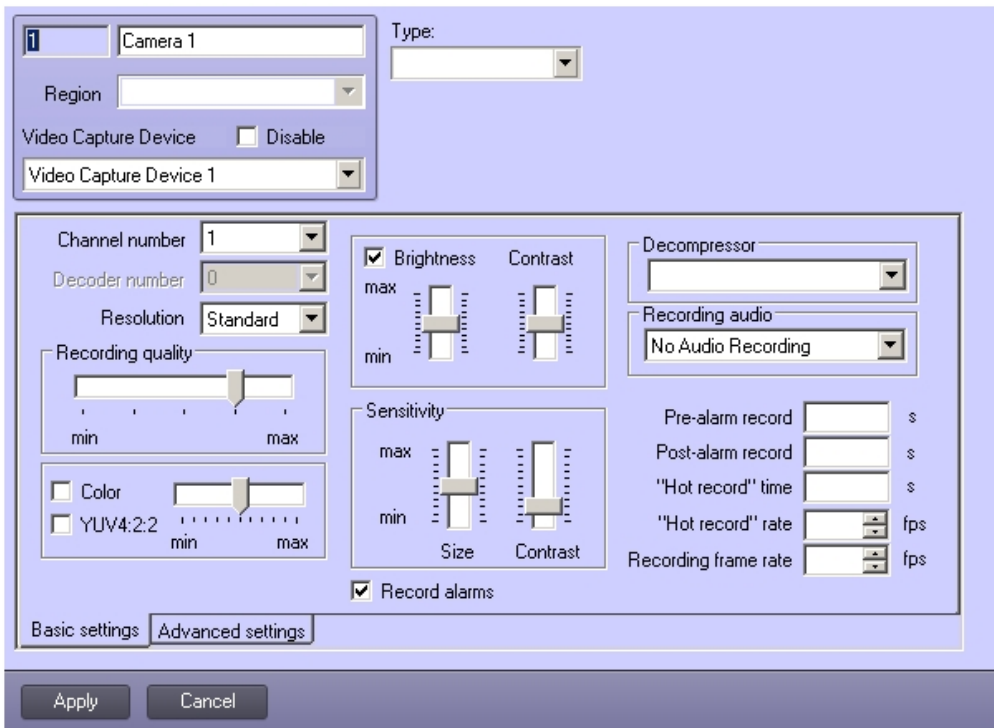 1 Camera 1
Type:
Region
Video Capture Device Disable
Video Capture Device 1
Channel number 1
Decoder number 0
Resolution Standard
Recording quality
min max
Color
YUV4:2:2
min max
Brightness Contrast
max
min
Sensitivity
max
min
Size Contrast
Record alarms
Decompressor
Recording audio
No Audio Recording
Pre-alarm record s
Post-alarm record s
"Hot record" time s
"Hot record" rate fps
Recording frame rate fps
Basic settings Advanced settings
Apply Cancel